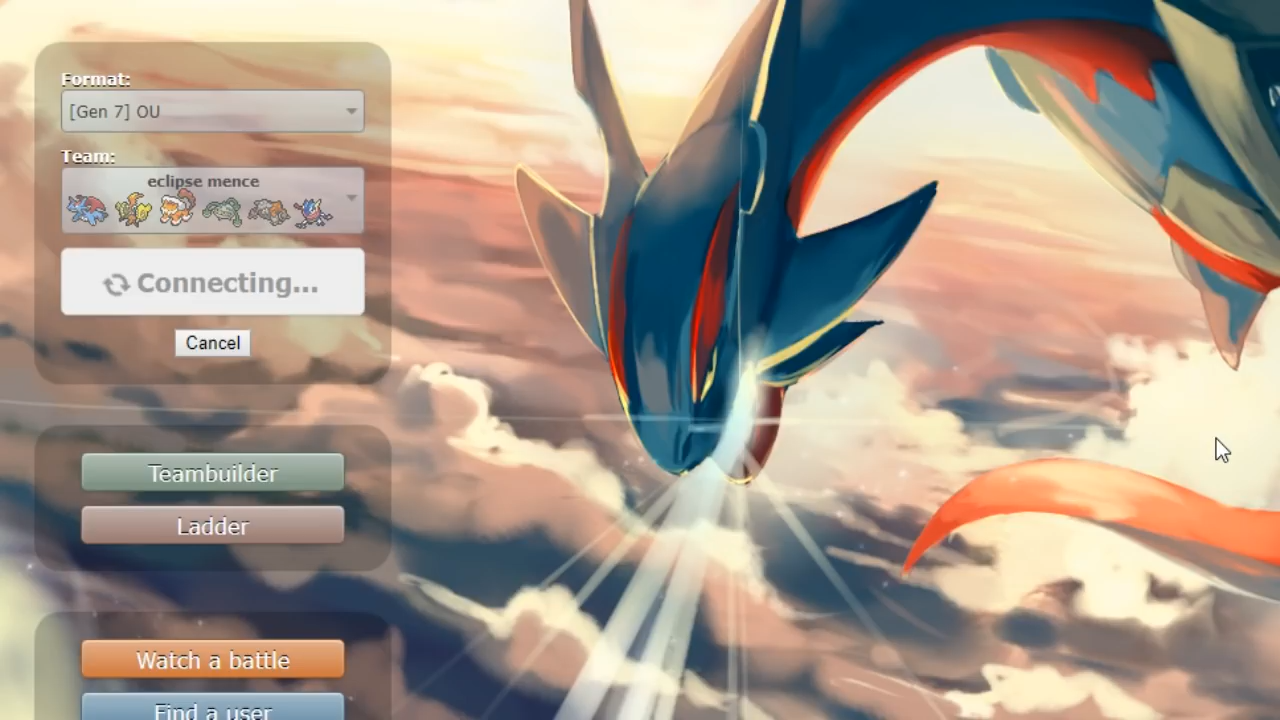 Format:
[Gen 7] OU
Team:
eclipse mence
Connecting...
Cancel
Teambuilder
Ladder
Watch a battle
Find a user